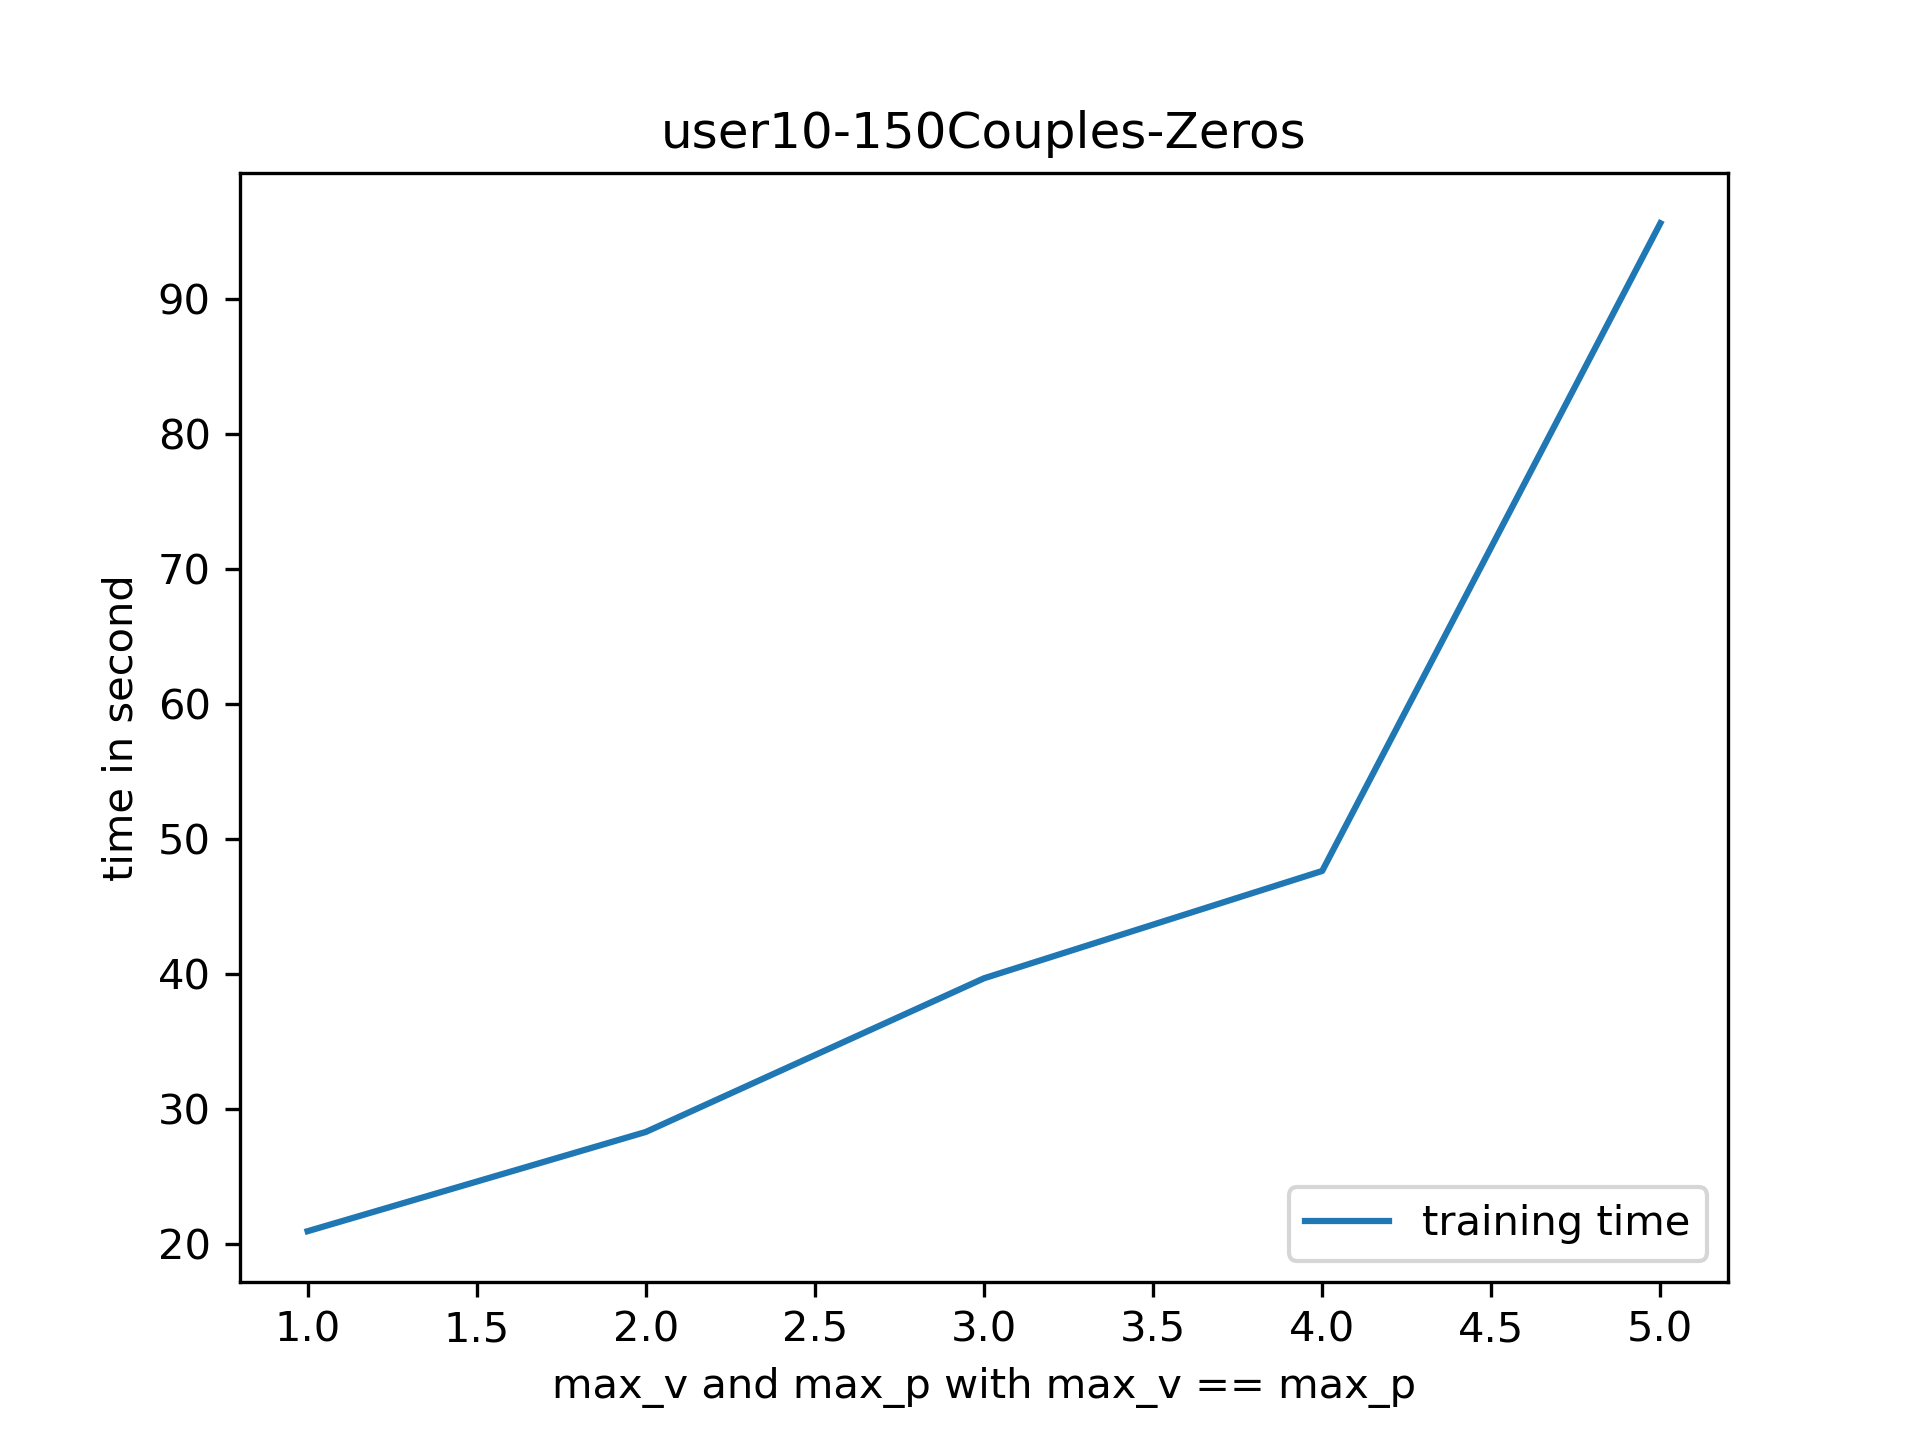 user10-150Couples-Zeros
time in second
90
80
70
60
50
40
30
20
training time
1.0 1.5 2.0 2.5 3.0 3.5 4.0 4.5 5.0
max_v and max_p with max_v == max_p